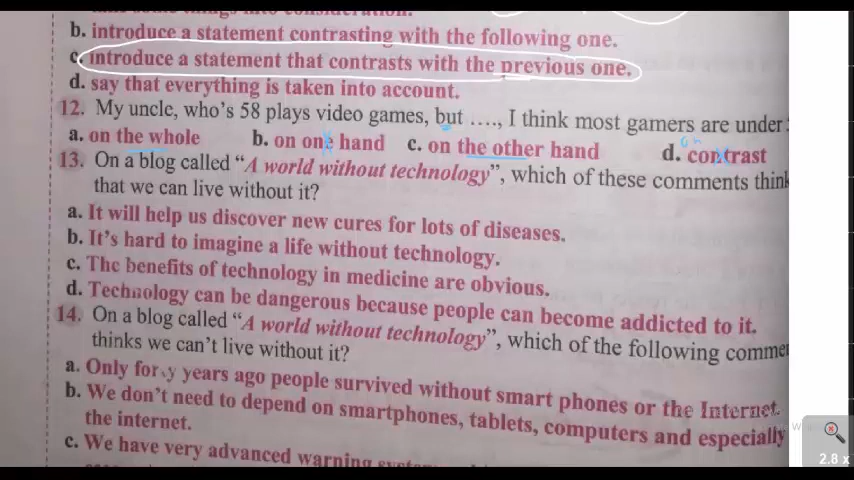 b. introduce a statement contrasting with the following one.
c. introduce a statement that contrasts with the previous one.
d. say that everything is taken into account.
12. My uncle, who's 58 plays video games, but ...., I think most gamers are under
a. on the whole b. on one hand c. on the other hand d. contrast
13. On a blog called "A world without technology", which of these comments think
that we can live without it?
a. It will help us discover new cures for lots of diseases.
b. It's hard to imagine a life without technology.
c. The benefits of technology in medicine are obvious.
d. Technology can be dangerous because people can become addicted to it.
14. On a blog called "A world without technology", which of the following
thinks we can't live without it?
a. Only forty years ago people survived without smart phones or the Internet.
b. We don't need to depend on smartphones, tablets, computers and especially
the internet.
c. We have very advanced warning
2.8 x